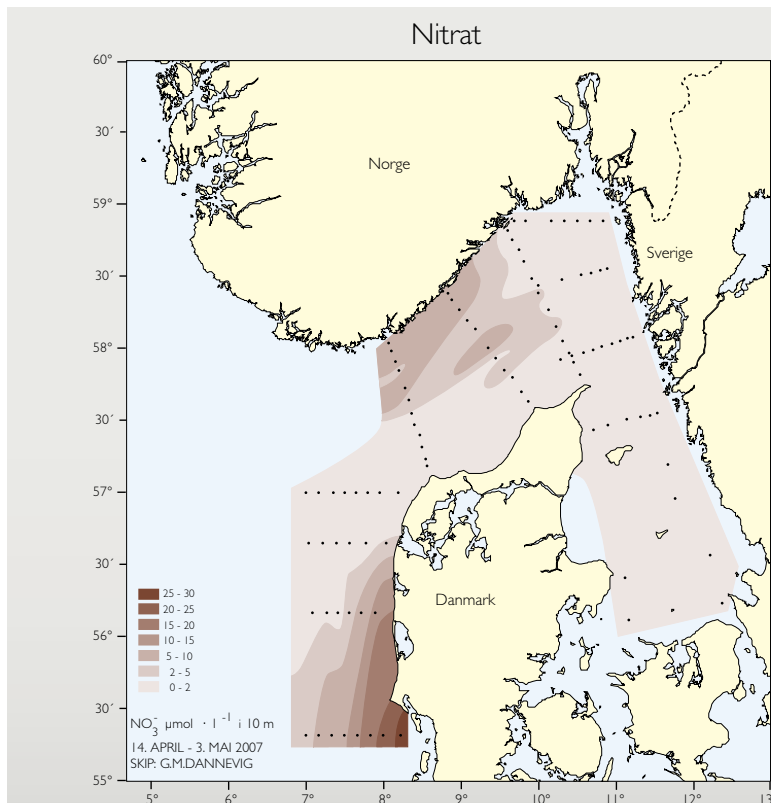 Nitrat
60°
30´
59°
30´
58°
30´
57°
30´
56°
30´
55°
Norge
Sverige
Danmark
25 - 30
20 - 25
15 - 20
10 - 15
5 - 10
2 - 5
0 - 2
NO₃⁻ µmol · l⁻¹ i 10 m
14. APRIL - 3. MAI 2007
SKIP: G.M.DANNEVIG
5° 6° 7° 8° 9° 10° 11° 12° 13